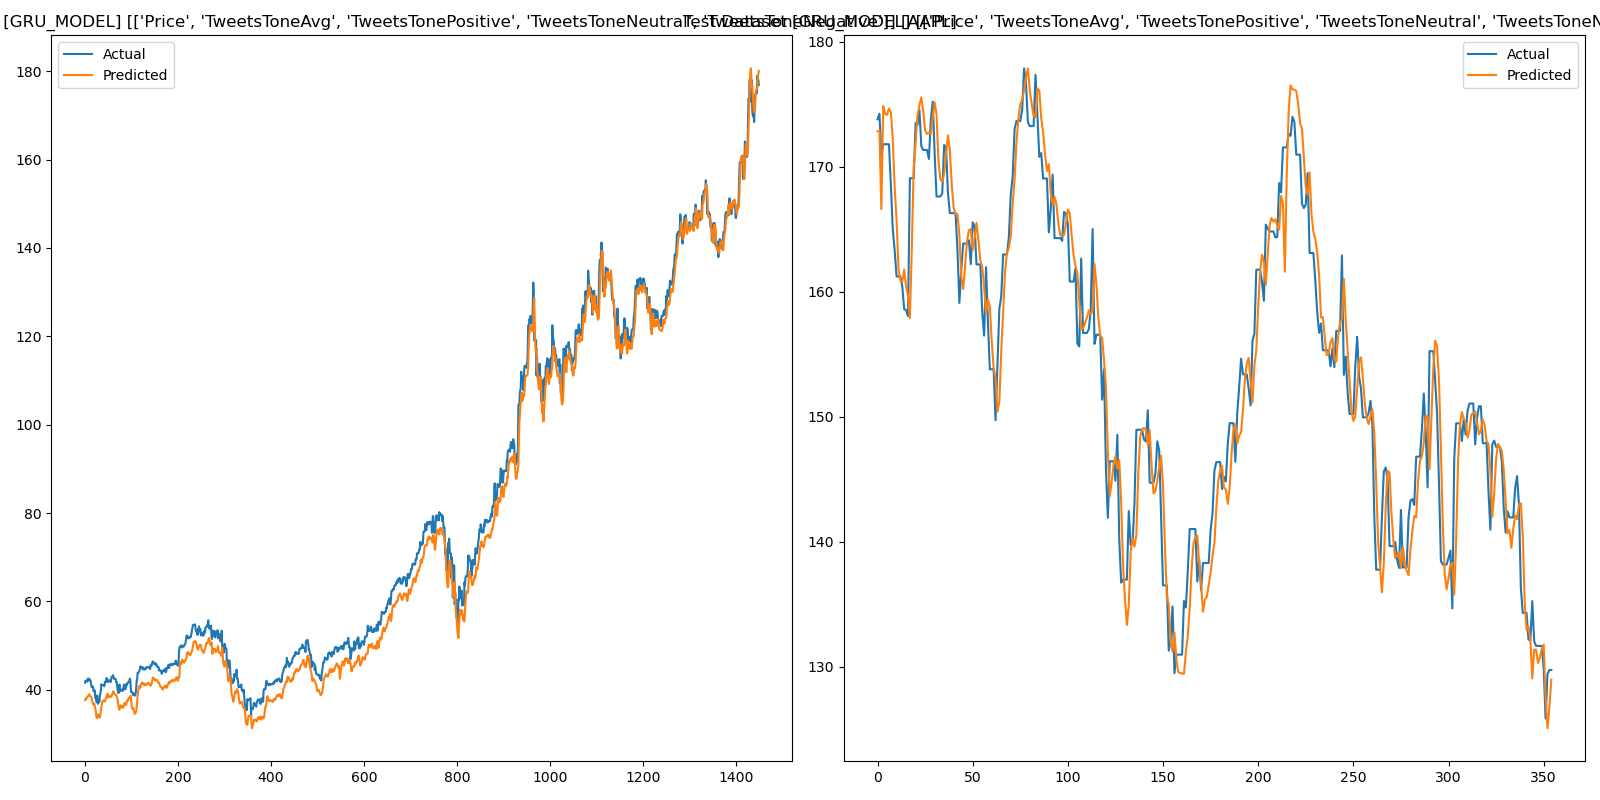 [GRU_MODEL] [['Price', 'TweetsToneAvg', 'TweetsTonePositive', 'TweetsToneNeutral', 'TweetsToneNegative']] [AAPL]
Test Dataset [GRU_MODEL] [['Price', 'TweetsToneAvg', 'TweetsTonePositive', 'TweetsToneNeutral', 'TweetsToneN
Actual
Predicted
180
160
140
120
100
80
60
40
0 200 400 600 800 1000 1200 1400
Actual
Predicted
180
170
160
150
140
130
0 50 100 150 200 250 300 350